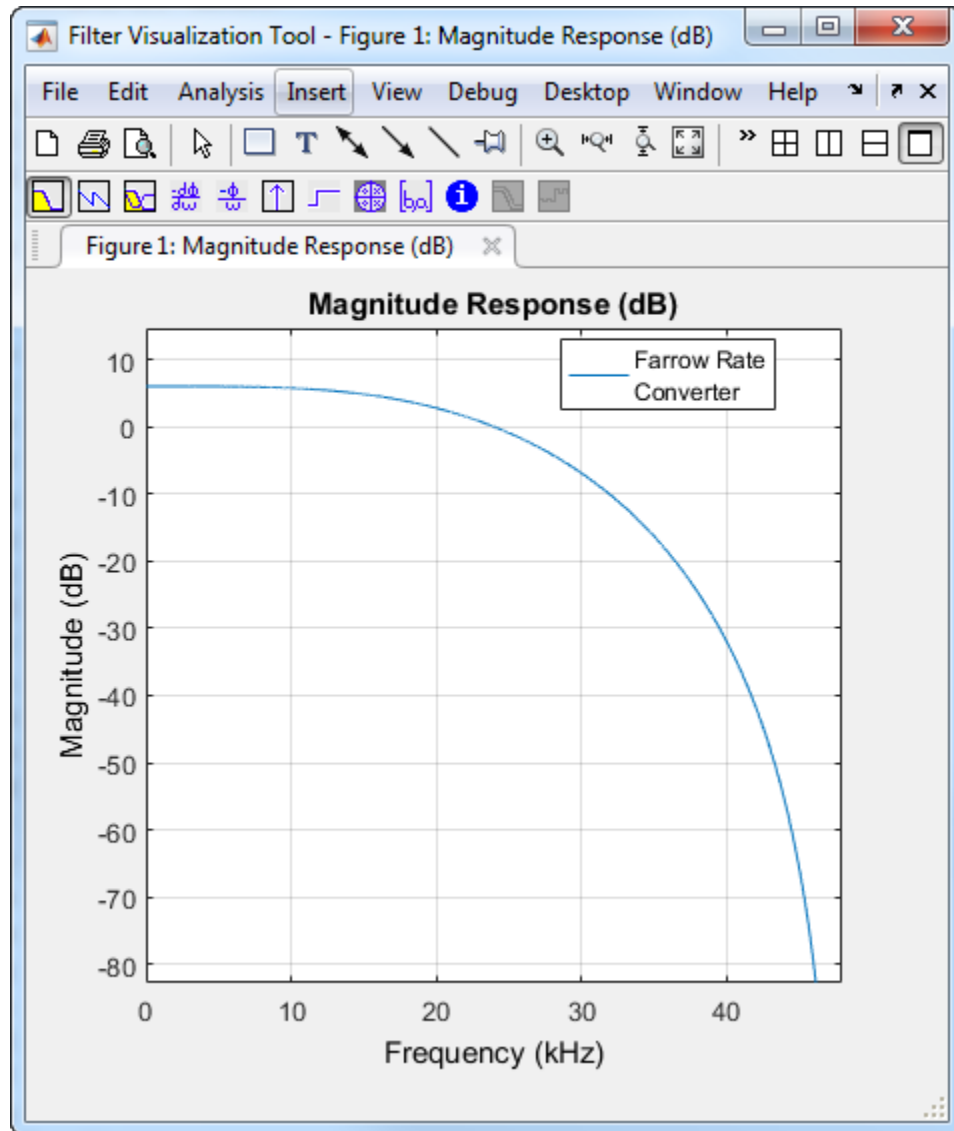 Filter Visualization Tool - Figure 1: Magnitude Response (dB)
File Edit Analysis Insert View Debug Desktop Window Help
Figure 1: Magnitude Response (dB)
Magnitude Response (dB)
Farrow Rate
Converter
10
0
-10
-20
-30
-40
-50
-60
-70
-80
Magnitude (dB)
0 10 20 30 40
Frequency (kHz)